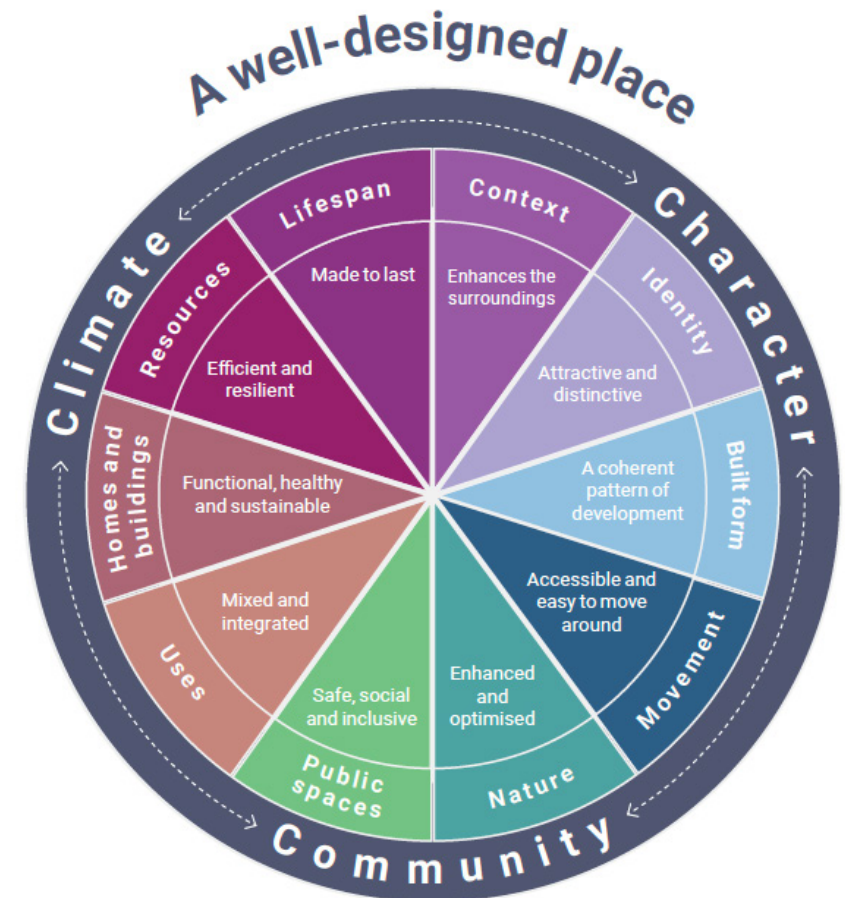 A well-designed place
Climate
Character
Community
Context
Enhances the
surroundings
Identity
Attractive and
distinctive
Built form
A coherent
pattern of
development
Movement
Accessible and
easy to move
around
Nature
Enhanced
and
optimised
Public
spaces
Safe, social
and inclusive
Uses
Mixed and
integrated
Homes and
buildings
Functional, healthy
and sustainable
Resources
Efficient and
resilient
Lifespan
Made to last